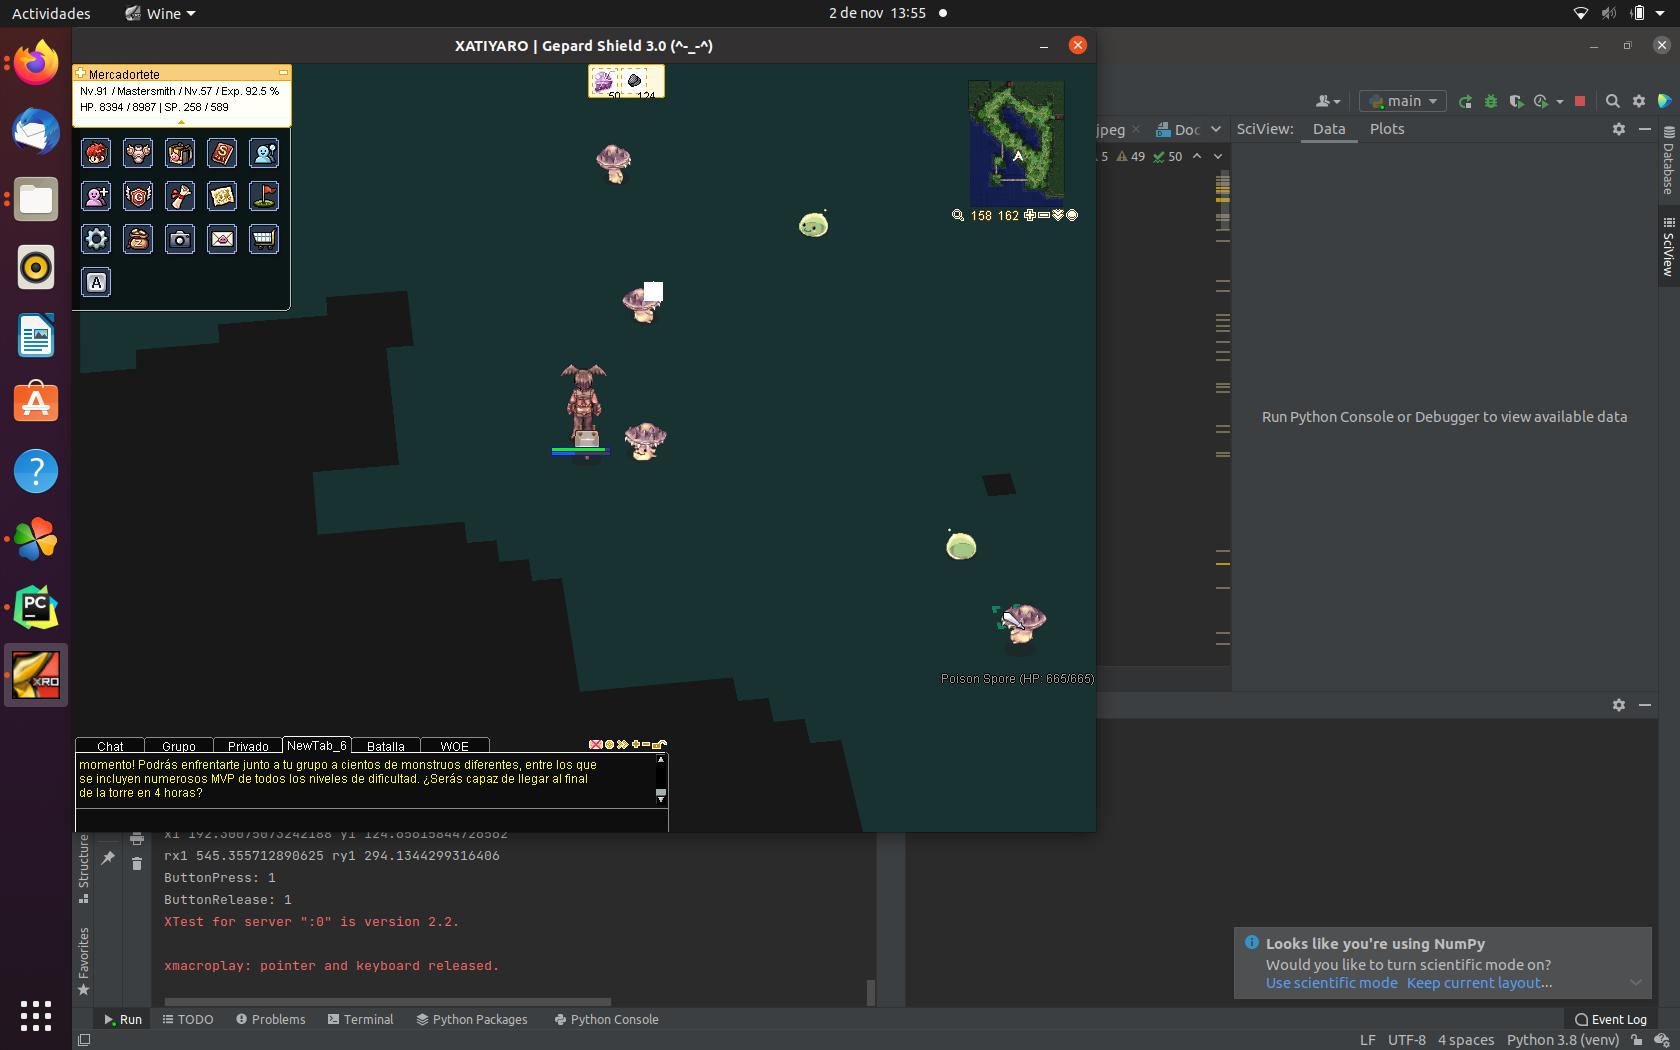 Actividades
Wine
2 de nov 13:55
XATIYARO | Gepard Shield 3.0 (^-_-^)
Mercadortete
Nv.91 / Mastersmith / Nv.57 / Exp. 92.5 %
HP. 8394 / 8987 | SP. 258 / 589
50 124
A
158 162
main
jpeg
Doc
SciView:
Data
Plots
5
49
50
Database
SciView
Run Python Console or Debugger to view available data
Poison Spore (HP: 665/665)
PC
XRO
Chat
Grupo
Privado
NewTab_6
Batalla
WOE
momento! Podrás enfrentarte junto a tu grupo a cientos de monstruos diferentes, entre los que
se incluyen numerosos MVP de todos los niveles de dificultad. ¿Serás capaz de llegar al final
de la torre en 4 horas?
rx1 545.355712890625 ry1 294.1344299316406
ButtonPress: 1
ButtonRelease: 1
XTest for server ":0" is version 2.2.
xmacroplay: pointer and keyboard released.
Structure
Favorites
Looks like you're using NumPy
Would you like to turn scientific mode on?
Use scientific mode Keep current layout...
Run
TODO
Problems
Terminal
Python Packages
Python Console
Event Log
LF UTF-8 4 spaces Python 3.8 (venv)